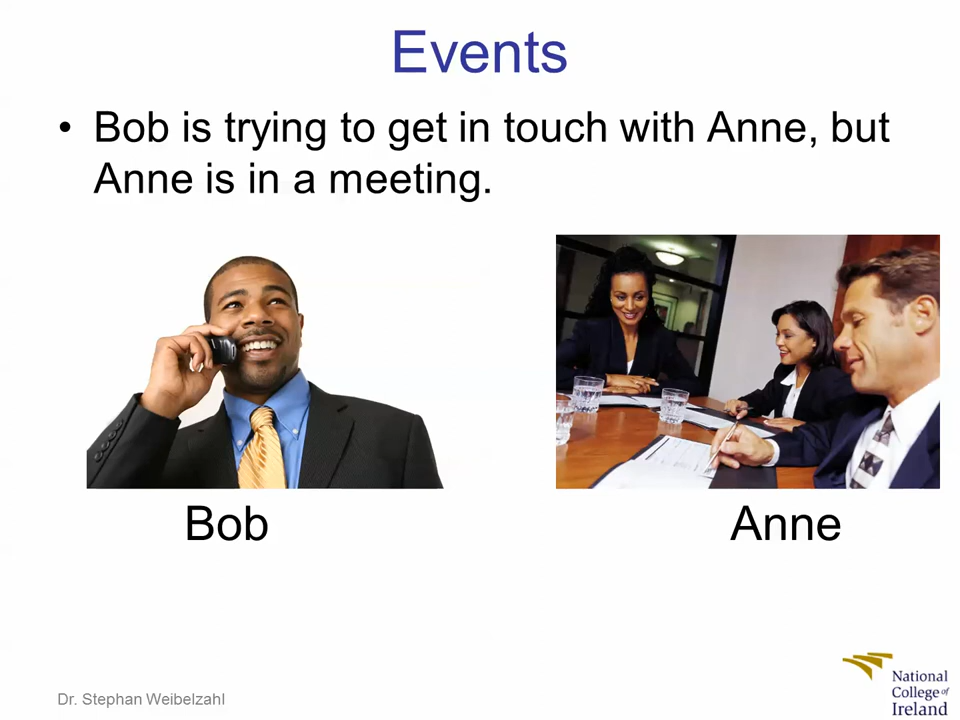 Events
• Bob is trying to get in touch with Anne, but
Anne is in a meeting.
Bob
Anne
Dr. Stephan Weibelzahl
National
College of
Ireland